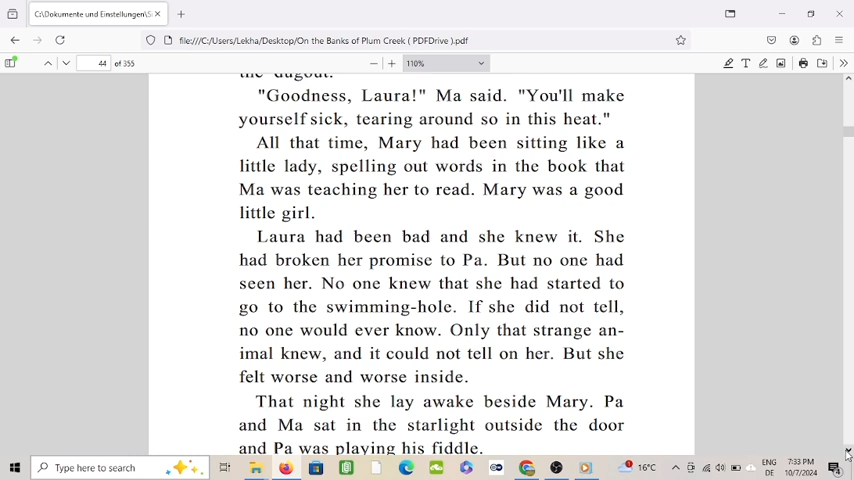 C:\Dokumente und Einstellungen\S
file:///C:/Users/Lekha/Desktop/On the Banks of Plum Creek ( PDFDrive ).pdf
44 of 355
110%
the dugout.
"Goodness, Laura!" Ma said. "You'll make
yourself sick, tearing around so in this heat."
All that time, Mary had been sitting like a
little lady, spelling out words in the book that
Ma was teaching her to read. Mary was a good
little girl.
Laura had been bad and she knew it. She
had broken her promise to Pa. But no one had
seen her. No one knew that she had started to
go to the swimming-hole. If she did not tell,
no one would ever know. Only that strange an-
imal knew, and it could not tell on her. But she
felt worse and worse inside.
That night she lay awake beside Mary. Pa
and Ma sat in the starlight outside the door
and Pa was playing his fiddle.
Type here to search
16°C
ENG
DE
7:33 PM
10/7/2024
4